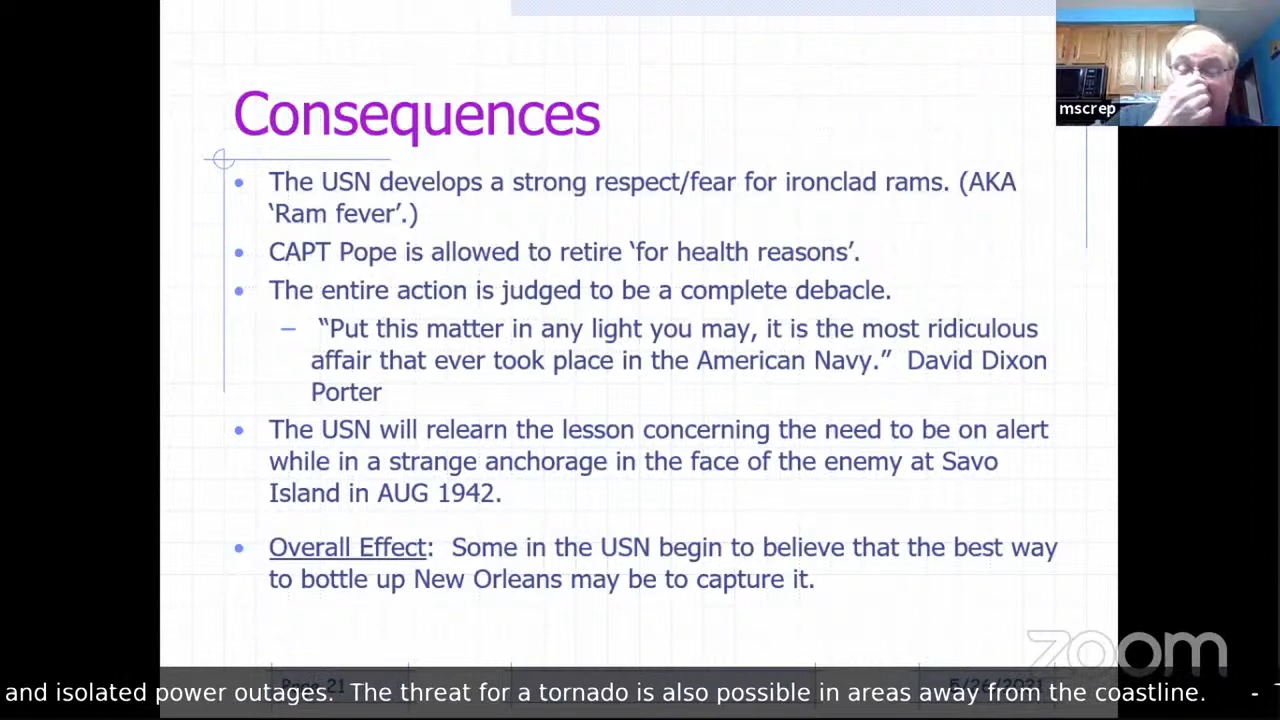 Consequences
mscrep
• The USN develops a strong respect/fear for ironclad rams. (AKA
‘Ram fever’.)
• CAPT Pope is allowed to retire ‘for health reasons’.
• The entire action is judged to be a complete debacle.
– “Put this matter in any light you may, it is the most ridiculous
affair that ever took place in the American Navy.” David Dixon
Porter
• The USN will relearn the lesson concerning the need to be on alert
while in a strange anchorage in the face of the enemy at Savo
Island in AUG 1942.
• Overall Effect: Some in the USN begin to believe that the best way
to bottle up New Orleans may be to capture it.
zoom
Page 21
5/26/2021
and isolated power outages. The threat for a tornado is also possible in areas away from the coastline. -